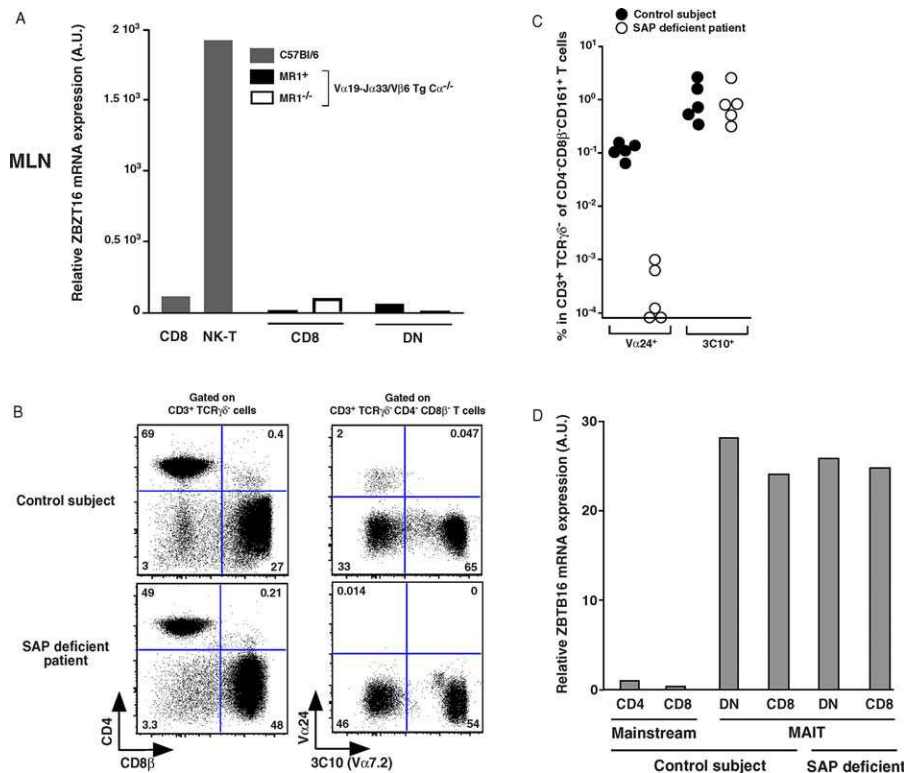 A
MLN
Relative ZBZT16 mRNA expression (A.U.)
2 10³
1.5 10³
10³
0.5 10³
0
C57Bl/6
MR1⁺
MR1⁻/⁻
Vα19-Jα33/Vβ6 Tg Cα⁻/⁻
CD8
NK-T
CD8
DN
C
Control subject
SAP deficient patient
% in CD3⁺ TCRγδ⁻ of CD4⁻CD8β⁻CD161⁺ T cells
10¹
10⁰
10⁻¹
10⁻²
10⁻³
10⁻⁴
Vα24⁺
3C10⁺
B
Gated on
CD3⁺ TCRγδ⁻ cells
Gated on
CD3⁺ TCRγδ⁻ CD4⁻ CD8β⁻ T cells
Control subject
69
0.4
3
27
2
0.047
33
65
SAP deficient
patient
49
0.21
3.3
48
0.014
0
46
54
CD4
CD8β
Vα24
3C10 (Vα7.2)
D
Relative ZBTB16 mRNA expression (A.U.)
30
20
10
0
CD4
CD8
DN
CD8
DN
CD8
Mainstream
MAIT
Control subject
SAP deficient